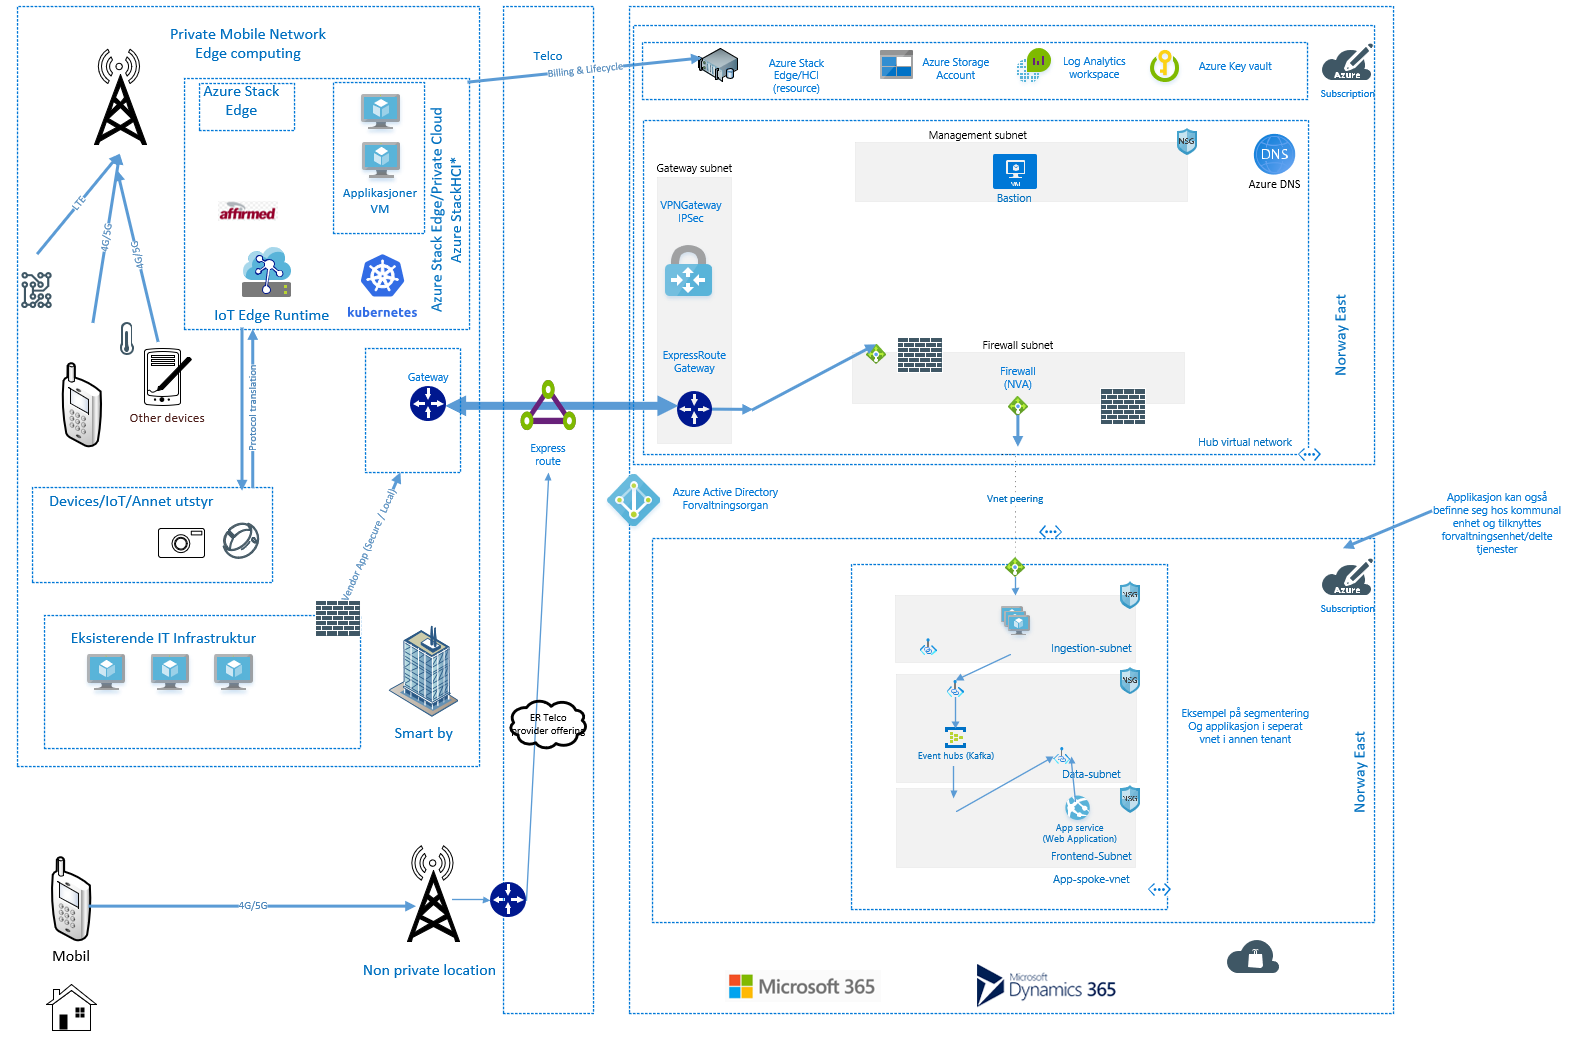 Private Mobile Network
Edge computing
Azure Stack
Edge
Applikasjoner
VM
Azure Stack Edge/Private Cloud
Azure StackHCI*
affirmed
IoT Edge Runtime
kubernetes
LTE
4G/5G
4G/5G
Other devices
Protocol translation
Gateway
Devices/IoT/Annet utstyr
Vendor App (Secure / Local)
Eksisterende IT Infrastruktur
Smart by
Mobil
4G/5G
Non private location
Telco
Billing & Lifecycle
Express
route
ER Telco
provider offering
Azure Stack
Edge/HCI
(resource)
Azure Storage
Account
Log Analytics
workspace
Azure Key vault
Azure
Subscription
Management subnet
NSG
DNS
Azure DNS
VM
Bastion
Gateway subnet
VPNGateway
IPSec
ExpressRoute
Gateway
Firewall subnet
Firewall
(NVA)
Hub virtual network
Norway East
Azure Active Directory
Forvaltningsorgan
Vnet peering
Applikasjon kan også
befinne seg hos kommunal
enhet og tilknyttes
forvaltningsenhet/delte
tjenester
Azure
Subscription
NSG
Ingestion-subnet
NSG
Event hubs (Kafka)
Data-subnet
NSG
App service
(Web Application)
Frontend-Subnet
App-spoke-vnet
Eksempel på segmentering
Og applikasjon i seperat
vnet i annen tenant
Norway East
Microsoft 365
Microsoft
Dynamics 365